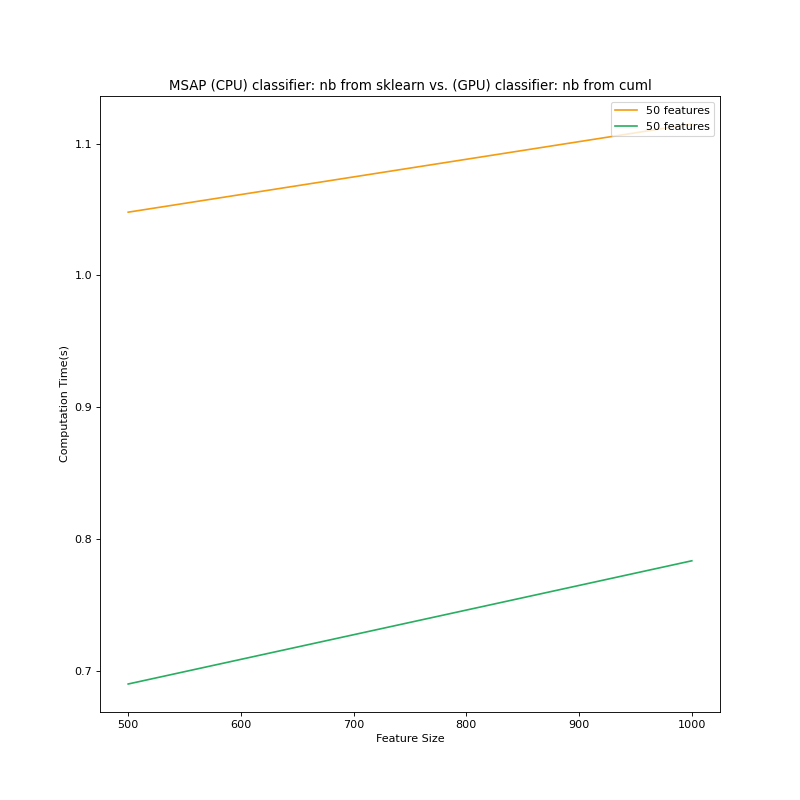 MSAP (CPU) classifier: nb from sklearn vs. (GPU) classifier: nb from cuml
50 features
50 features
1.1
1.0
0.9
0.8
0.7
Computation Time(s)
500 600 700 800 900 1000
Feature Size